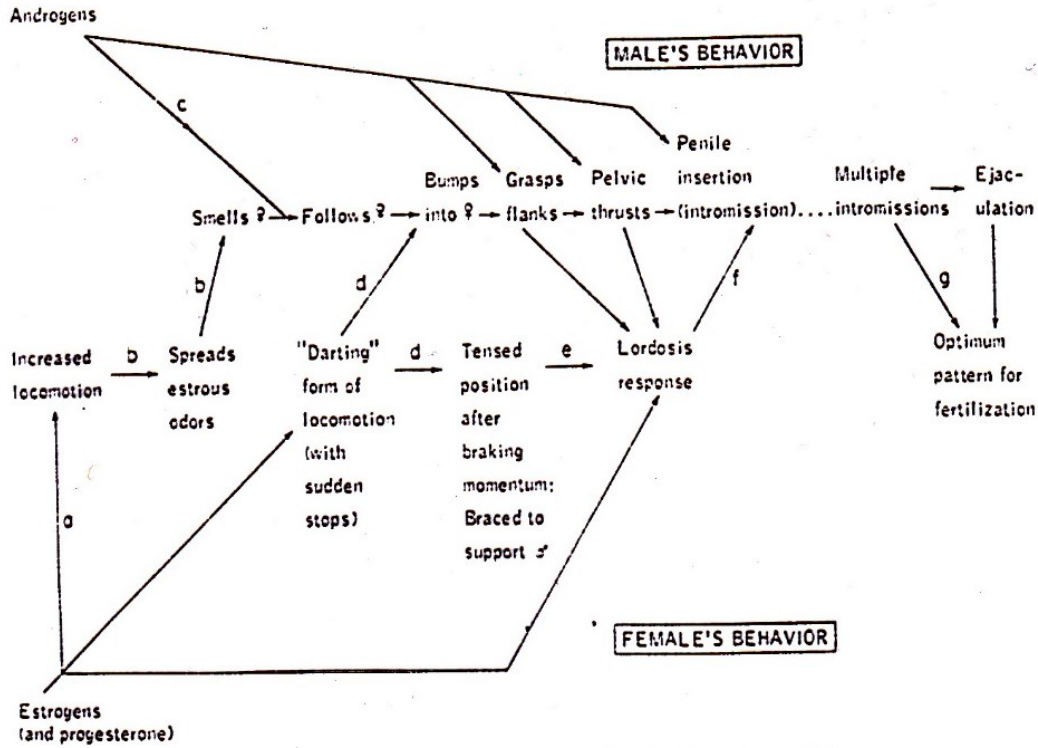 Androgens
MALE'S BEHAVIOR
c
Penile
Bumps Grasps Pelvic insertion Multiple Ejac-
Smells ♀ Follows ♀ into ♀ flanks thrusts (intromission).... intromissions ulation
b
d
f
g
Increased
locomotion
b
Spreads
estrous
odors
"Darting"
form of
locomotion
(with
sudden
stops)
d
Tensed
position
after
braking
momentum;
Braced to
support ♂
e
Lordosis
response
Optimum
pattern for
fertilization
a
FEMALE'S BEHAVIOR
Estrogens
(and progesterone)